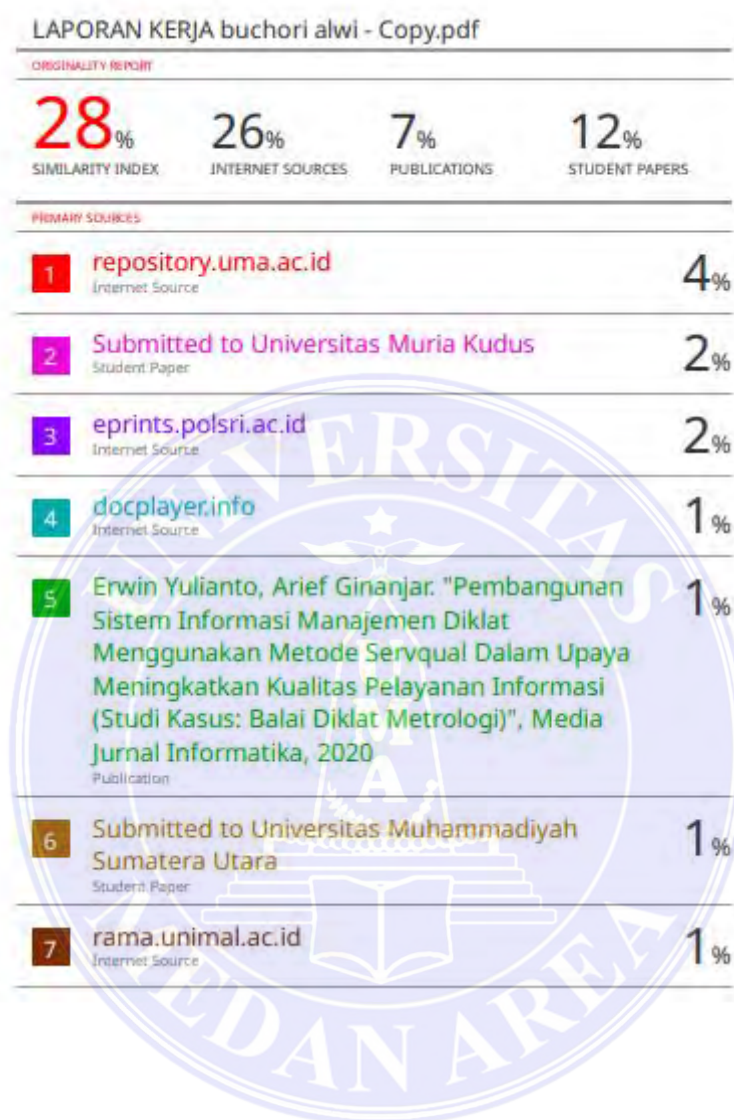 LAPORAN KERJA buchori alwi - Copy.pdf
ORIGINALITY REPORT
28% 26% 7% 12%
SIMILARITY INDEX INTERNET SOURCES PUBLICATIONS STUDENT PAPERS
PRIMARY SOURCES
1 repository.uma.ac.id 4%
Internet Source
2 Submitted to Universitas Muria Kudus 2%
Student Paper
3 eprints.polsri.ac.id 2%
Internet Source
4 docplayer.info 1%
Internet Source
5 Erwin Yulianto, Arief Ginanjar. "Pembangunan 1%
Sistem Informasi Manajemen Diklat
Menggunakan Metode Servqual Dalam Upaya
Meningkatkan Kualitas Pelayanan Informasi
(Studi Kasus: Balai Diklat Metrologi)", Media
Jurnal Informatika, 2020
Publication
6 Submitted to Universitas Muhammadiyah 1%
Sumatera Utara
Student Paper
7 rama.unimal.ac.id 1%
Internet Source
UNIVERSITAS
UMA
MEDAN AREA